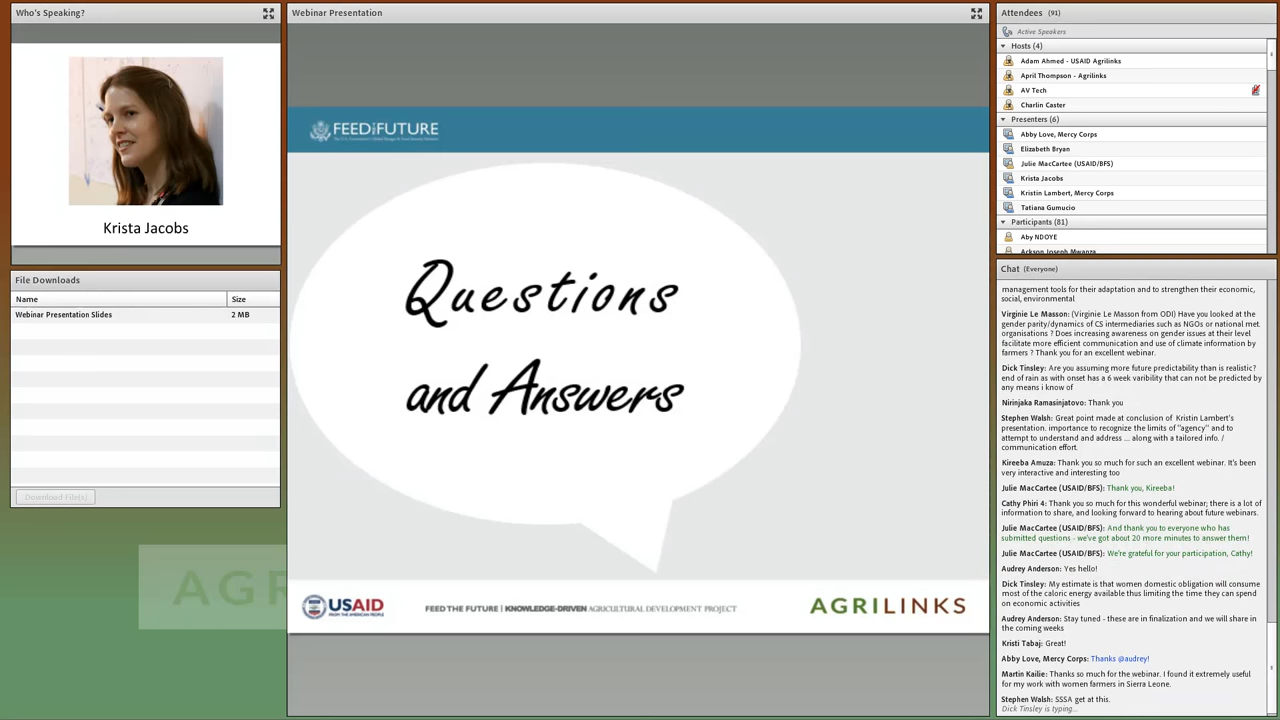 Who's Speaking?
Krista Jacobs
File Downloads
Name
Size
Webinar Presentation Slides
2 MB
Download File(s)
AGRI
Webinar Presentation
FEED THE FUTURE
Questions
and Answers
USAID
FROM THE AMERICAN PEOPLE
FEED THE FUTURE | KNOWLEDGE-DRIVEN AGRICULTURAL DEVELOPMENT PROJECT
AGRILINKS
Attendees (91)
Active Speakers
Hosts (4)
Adam Ahmed - USAID Agrilinks
April Thompson - Agrilinks
AV Tech
Charlin Caster
Presenters (6)
Abby Love, Mercy Corps
Elizabeth Bryan
Julie MacCartee (USAID/BFS)
Krista Jacobs
Kristin Lambert, Mercy Corps
Tatiana Gumucio
Participants (81)
Aby NDOYE
Ackson Joseph Mwanza
Chat (Everyone)
management tools for their adaptation and to strengthen their economic,
social, environmental
Virginie Le Masson: (Virginie Le Masson from ODI) Have you looked at the
gender parity/dynamics of CS intermediaries such as NGOs or national met.
organisations ? Does increasing awareness on gender issues at their level
facilitate more efficient communication and use of climate information by
farmers ? Thank you for an excellent webinar.
Dick Tinsley: Are you assuming more future predictability than is realistic?
end of rain as with onset has a 6 week varibility that can not be predicted by
any means i know of
Nirinjaka Ramasinjatovo: Thank you
Stephen Walsh: Great point made at conclusion of Kristin Lambert's
presentation. importance to recognize the limits of "agency" and to
attempt to understand and address ... along with a tailored info. /
communication effort.
Kireeba Amuza: Thank you so much for such an excellent webinar. It's been
very interactive and interesting too
Julie MacCartee (USAID/BFS): Thank you, Kireeba!
Cathy Phiri 4: Thank you so much for this wonderful webinar; there is a lot of
information to share, and looking forward to hearing about future webinars.
Julie MacCartee (USAID/BFS): And thank you to everyone who has
submitted questions - we've got about 20 more minutes to answer them!
Julie MacCartee (USAID/BFS): We're grateful for your participation, Cathy!
Audrey Anderson: Yes hello!
Dick Tinsley: My estimate is that women domestic obligation will consume
most of the caloric energy available thus limiting the time they can spend
on economic activities
Audrey Anderson: Stay tuned - these are in finalization and we will share in
the coming weeks
Kristi Tabaj: Great!
Abby Love, Mercy Corps: Thanks @audrey!
Martin Kailie: Thanks so much for the webinar. I found it extremely useful
for my work with women farmers in Sierra Leone.
Stephen Walsh: SSSA get at this.
Dick Tinsley is typing...